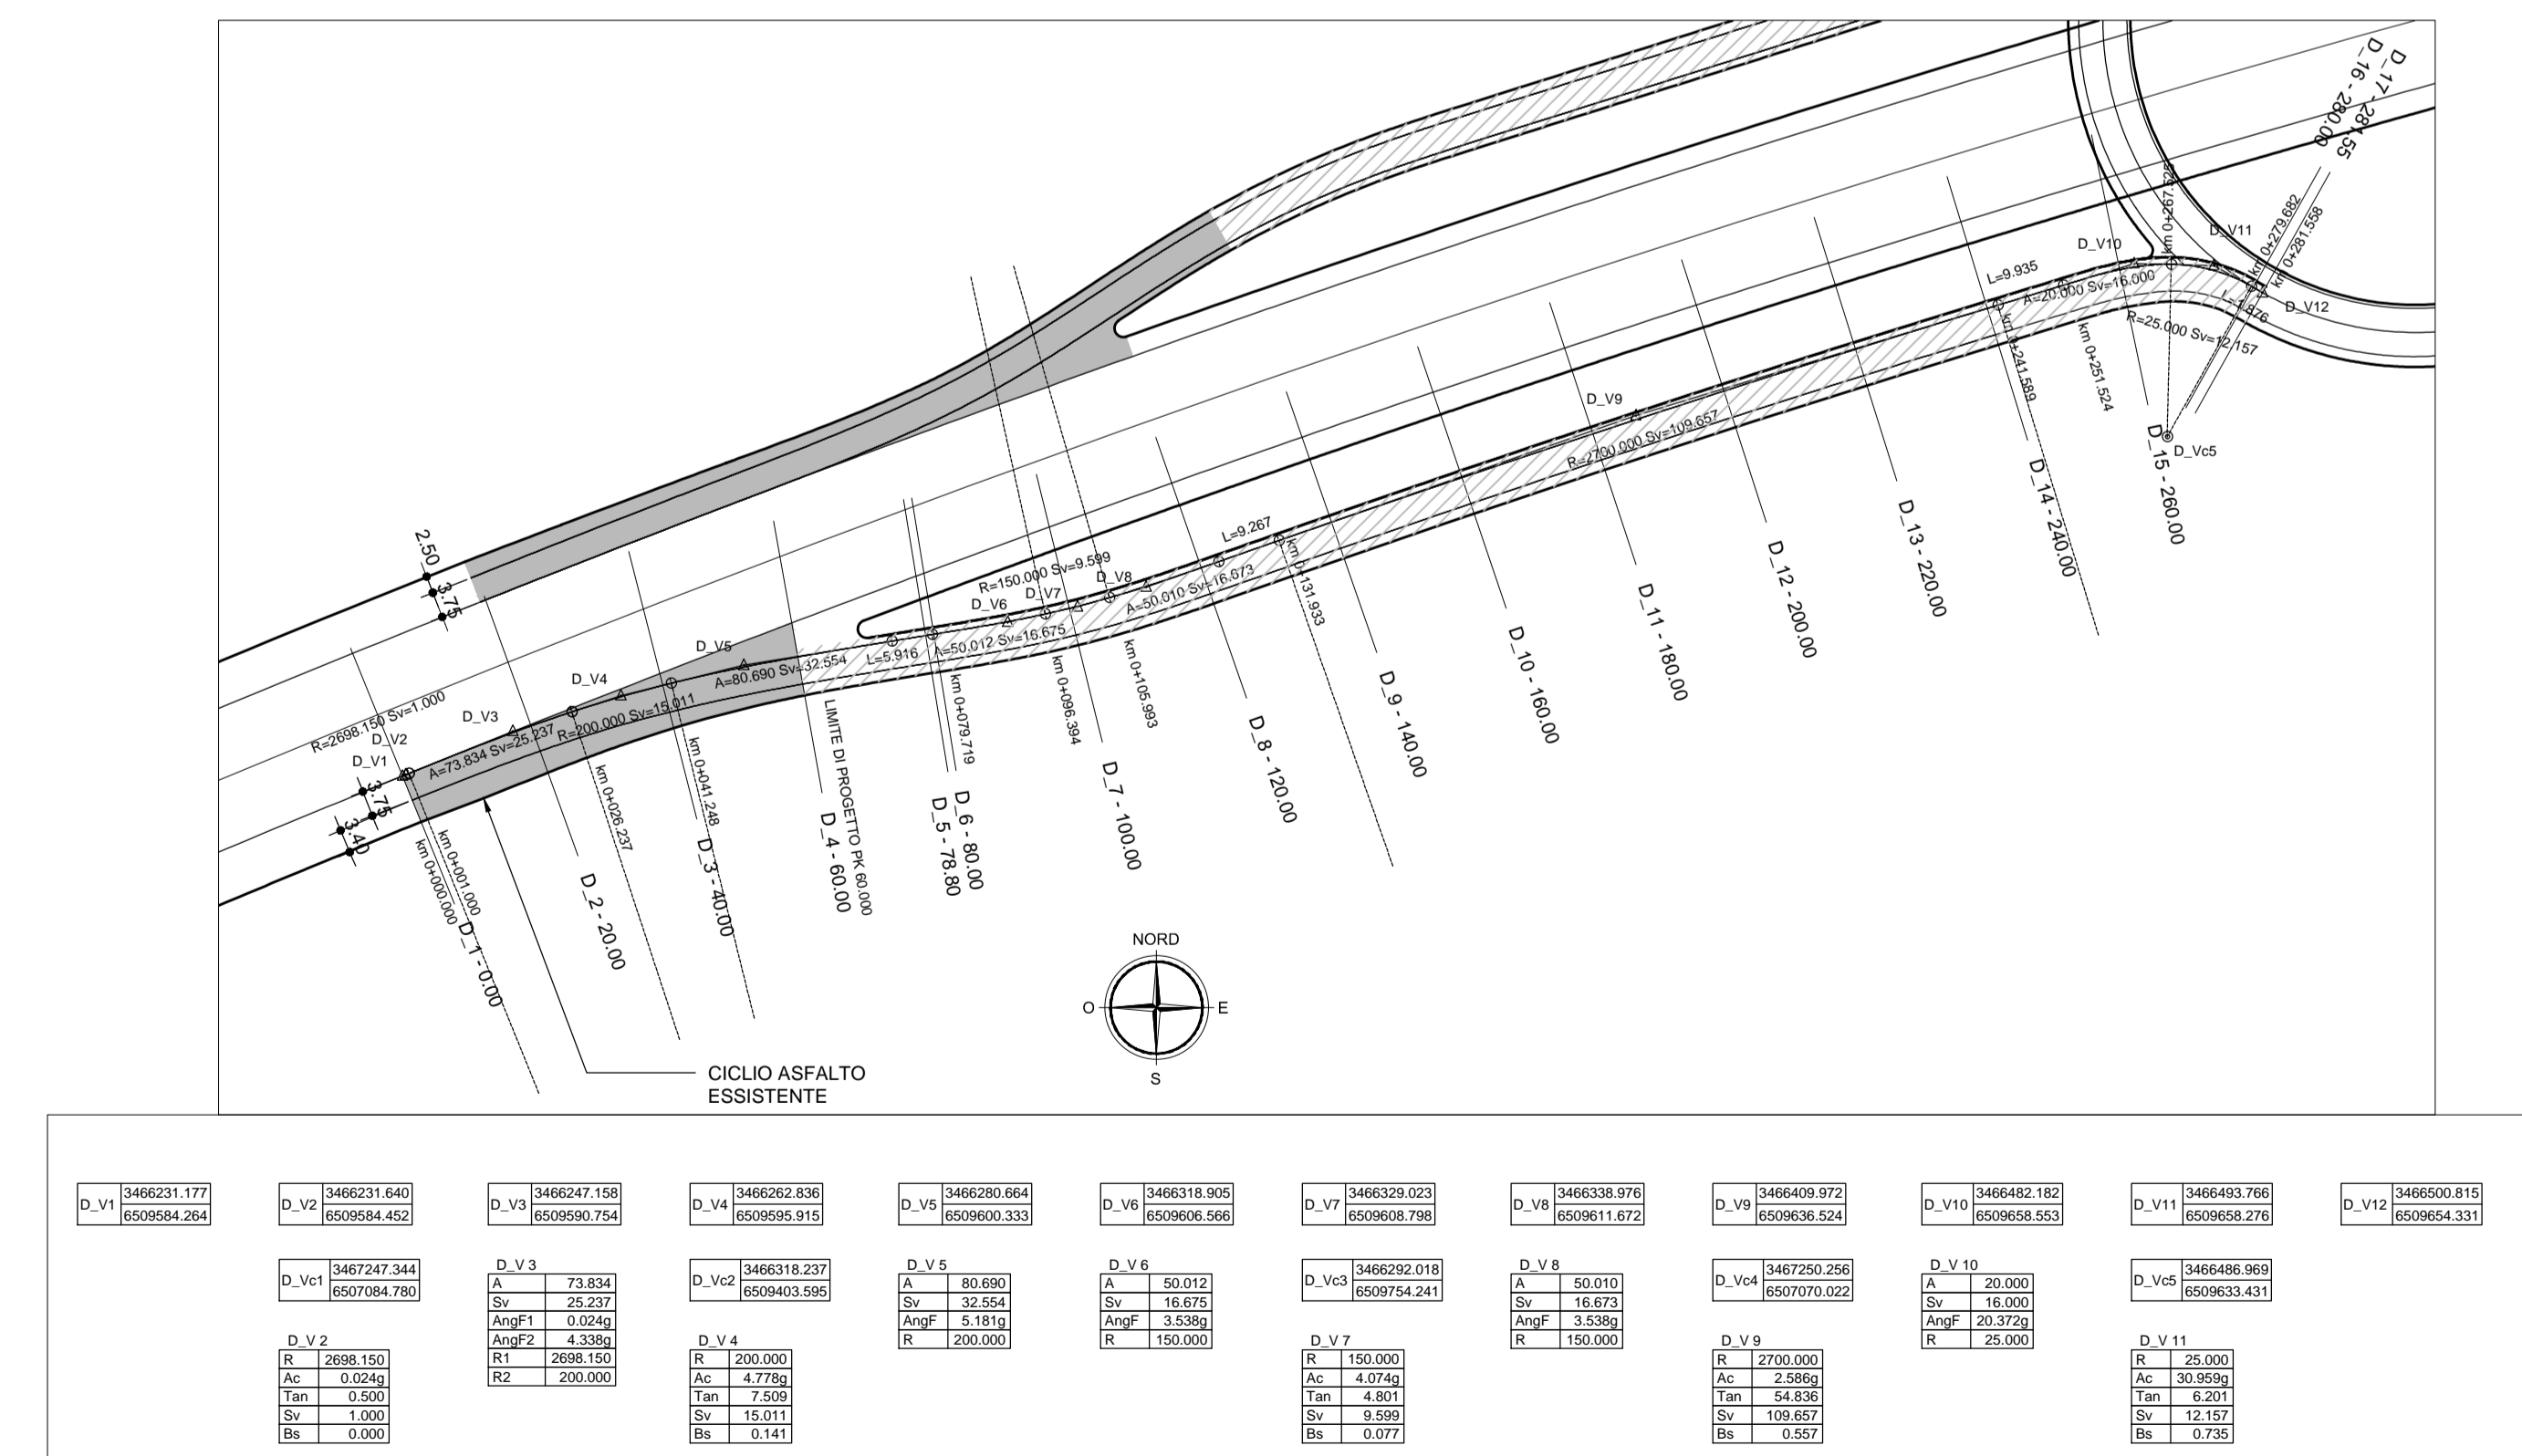 D_17 - 281.55
D_16 - 280.00
km 0+267.525
D_V11
km 0+279.682
km 0+281.558
D_V10
L=9.935
A=20.000 Sv=16.000
L=1.876
D_V12
R=25.000 Sv=12.157
km 0+241.589
km 0+251.524
D_Vc5
D_15 - 260.00
D_14 - 240.00
D_13 - 220.00
D_12 - 200.00
D_11 - 180.00
D_10 - 160.00
D_9 - 140.00
D_8 - 120.00
D_7 - 100.00
D_V9
R=2700.000 Sv=109.657
L=9.267
km 0+131.933
R=150.000 Sv=9.599
D_V8
D_V7
D_V6
A=50.010 Sv=16.673
A=50.012 Sv=16.675
L=5.916
km 0+105.993
km 0+096.394
km 0+079.719
D_6 - 80.00
D_5 - 78.80
2.50
3.75
D_V5
A=80.690 Sv=32.554
D_V4
R=200.000 Sv=15.011
D_V3
A=73.834 Sv=25.237
R=2698.150 Sv=1.000
D_V2
D_V1
3.75
3.40
LIMITE DI PROGETTO PK 60.000
D_4 - 60.00
km 0+041.248
D_3 - 40.00
km 0+026.237
D_2 - 20.00
km 0+001.000
km 0+000.000
D_1 - 0.00
NORD
O
E
S
CICLIO ASFALTO
ESSISTENTE
D_V1 3466231.177
6509584.264
D_V2 3466231.640
6509584.452
D_V3 3466247.158
6509590.754
D_V4 3466262.836
6509595.915
D_V5 3466280.664
6509600.333
D_V6 3466318.905
6509606.566
D_V7 3466329.023
6509608.798
D_V8 3466338.976
6509611.672
D_V9 3466409.972
6509636.524
D_V10 3466482.182
6509658.553
D_V11 3466493.766
6509658.276
D_V12 3466500.815
6509654.331
D_Vc1 3467247.344
6507084.780
D_V 2
R 2698.150
Ac 0.024g
Tan 0.500
Sv 1.000
Bs 0.000
D_V 3
A 73.834
Sv 25.237
AngF1 0.024g
AngF2 4.338g
R1 2698.150
R2 200.000
D_Vc2 3466318.237
6509403.595
D_V 4
R 200.000
Ac 4.778g
Tan 7.509
Sv 15.011
Bs 0.141
D_V 5
A 80.690
Sv 32.554
AngF 5.181g
R 200.000
D_V 6
A 50.012
Sv 16.675
AngF 3.538g
R 150.000
D_Vc3 3466292.018
6509754.241
D_V 7
R 150.000
Ac 4.074g
Tan 4.801
Sv 9.599
Bs 0.077
D_V 8
A 50.010
Sv 16.673
AngF 3.538g
R 150.000
D_Vc4 3467250.256
6507070.022
D_V 9
R 2700.000
Ac 2.586g
Tan 54.836
Sv 109.657
Bs 0.557
D_V 10
A 20.000
Sv 16.000
AngF 20.372g
R 25.000
D_Vc5 3466486.969
6509633.431
D_V 11
R 25.000
Ac 30.959g
Tan 6.201
Sv 12.157
Bs 0.735